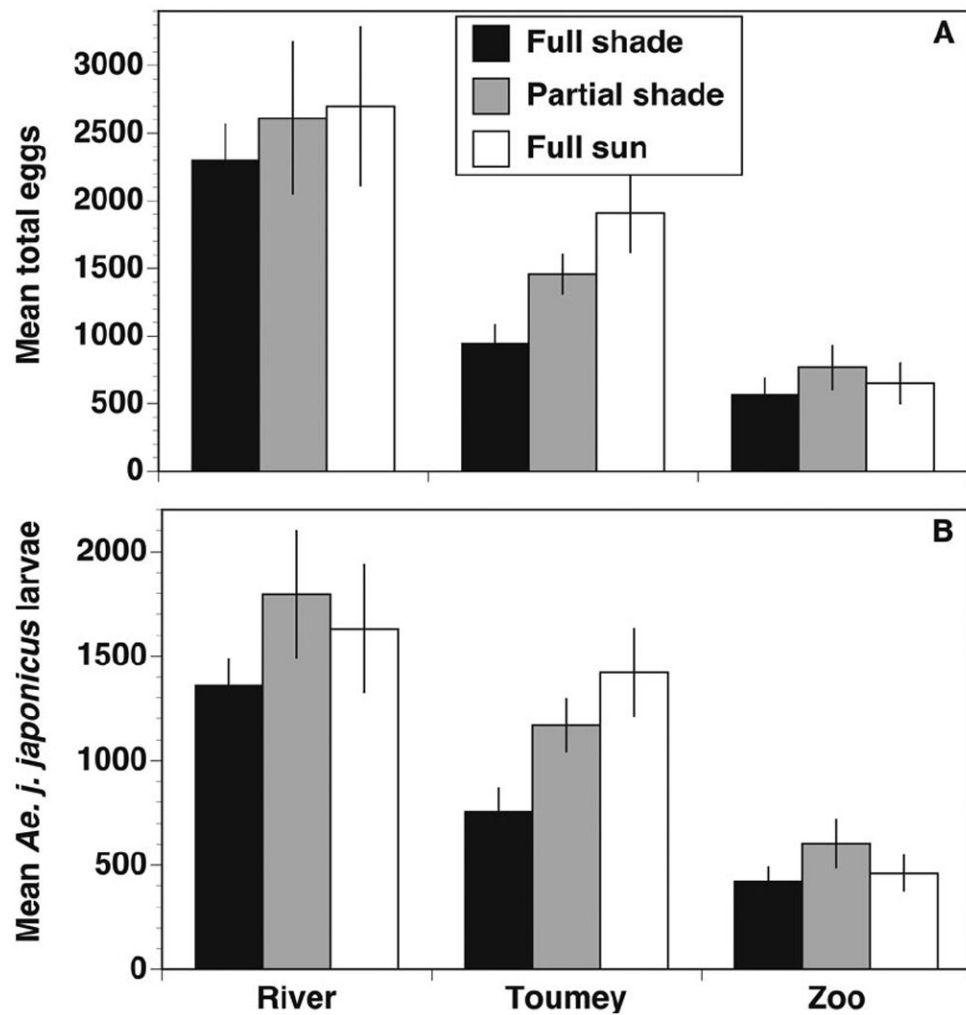 A
Full shade
Partial shade
Full sun
Mean total eggs
3000
2500
2000
1500
1000
500
0
B
Mean Ae. j. japonicus larvae
2000
1500
1000
500
0
River Toumey Zoo